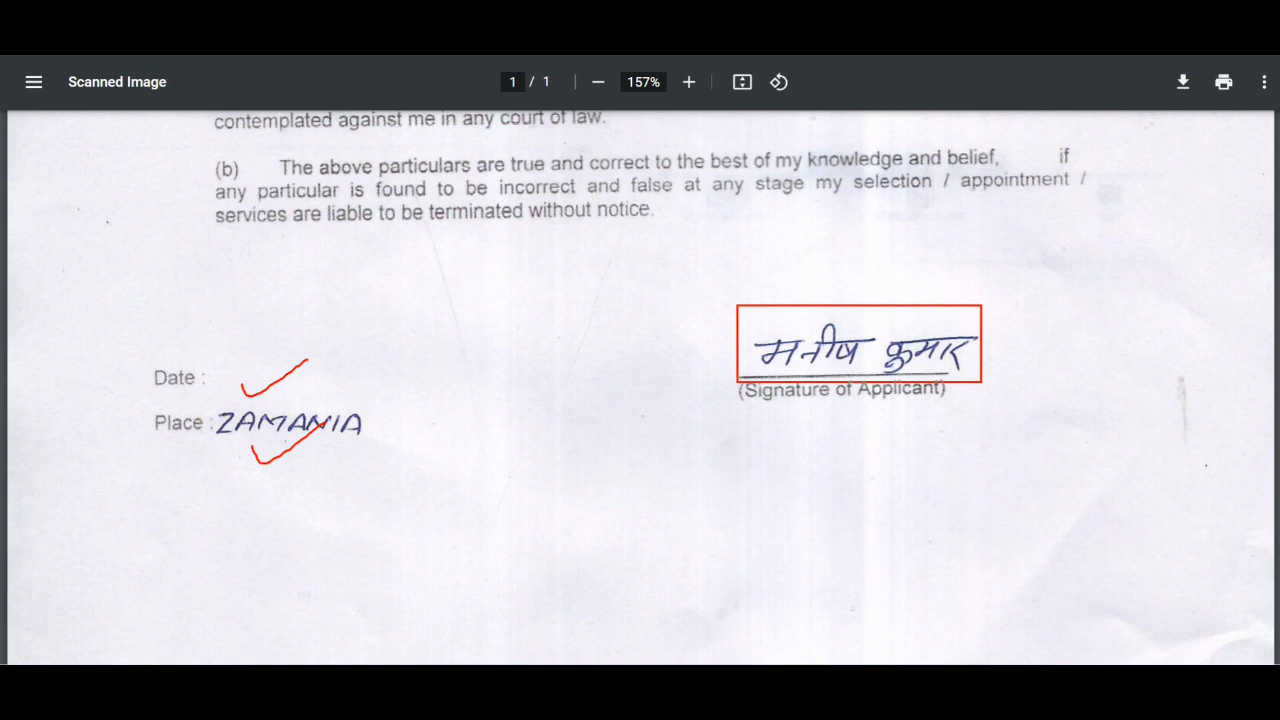 Scanned Image
1 / 1
157%
contemplated against me in any court of law.
(b) The above particulars are true and correct to the best of my knowledge and belief, if
any particular is found to be incorrect and false at any stage my selection / appointment /
services are liable to be terminated without notice.
मनीष कुमार
Date :
(Signature of Applicant)
Place : ZAMANIA